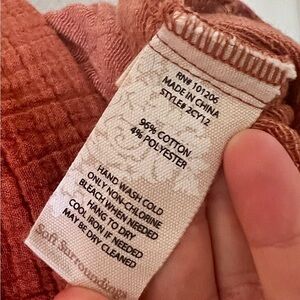 RN# 101206
MADE IN CHINA
STYLE# 2CY12
96% COTTON
4% POLYESTER
HAND WASH COLD
ONLY NON-CHLORINE
BLEACH WHEN NEEDED
HANG TO DRY
COOL IRON IF NEEDED
MAY BE DRY CLEANED
Soft Surroundings